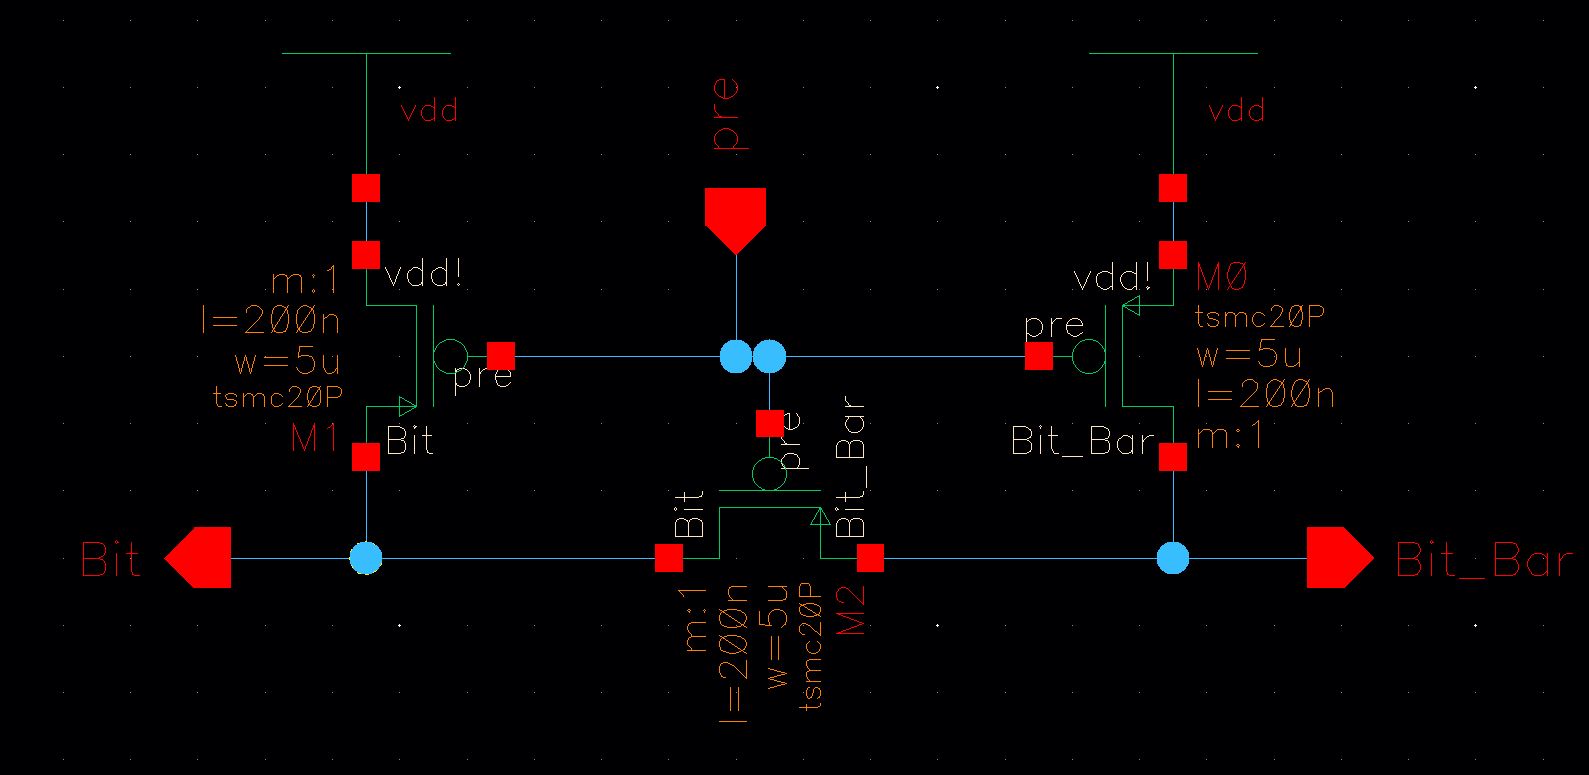 vdd
pre
vdd
m:1
vdd!
l=200n
w=5u
tsmc20P
M1
pre
Bit
vdd!
M0
tsmc20P
pre
w=5u
l=200n
Bit_Bar
m:1
pre
Bit
Bit_Bar
Bit
Bit_Bar
m:1
l=200n
w=5u
tsmc20P
M2